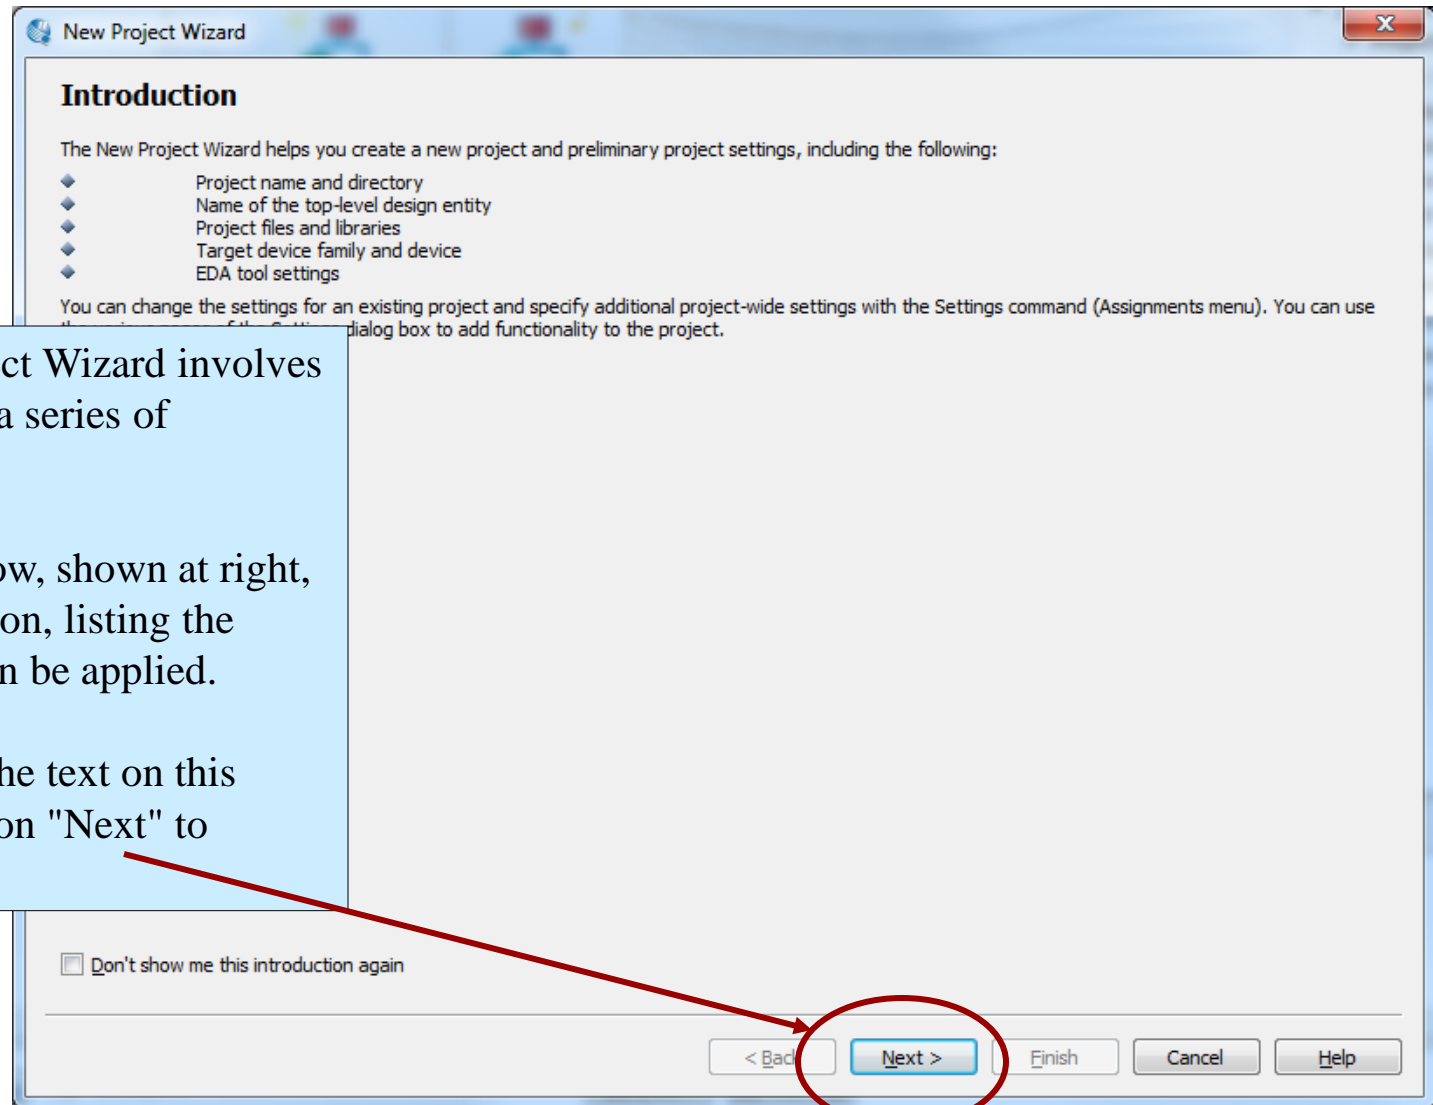 New Project Wizard
Introduction
The New Project Wizard helps you create a new project and preliminary project settings, including the following:
Project name and directory
Name of the top-level design entity
Project files and libraries
Target device family and device
EDA tool settings
You can change the settings for an existing project and specify additional project-wide settings with the Settings command (Assignments menu). You can use
dialog box to add functionality to the project.
ct Wizard involves
a series of
ow, shown at right,
on, listing the
n be applied.
he text on this
on "Next" to
Don't show me this introduction again
< Back
Next >
Finish
Cancel
Help